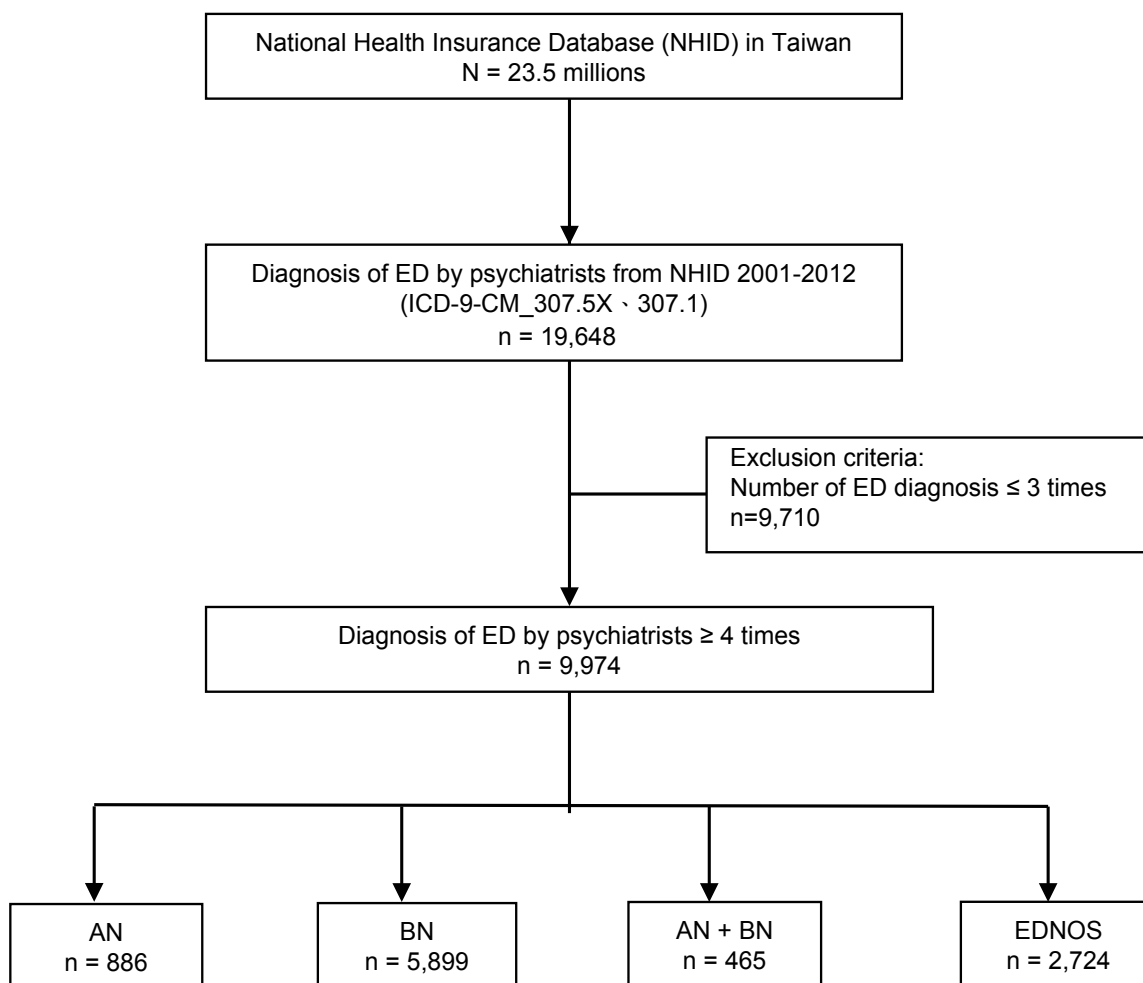 National Health Insurance Database (NHID) in Taiwan
N = 23.5 millions
Diagnosis of ED by psychiatrists from NHID 2001-2012
(ICD-9-CM_307.5X、307.1)
n = 19,648
Exclusion criteria:
Number of ED diagnosis ≤ 3 times
n=9,710
Diagnosis of ED by psychiatrists ≥ 4 times
n = 9,974
AN
n = 886
BN
n = 5,899
AN + BN
n = 465
EDNOS
n = 2,724